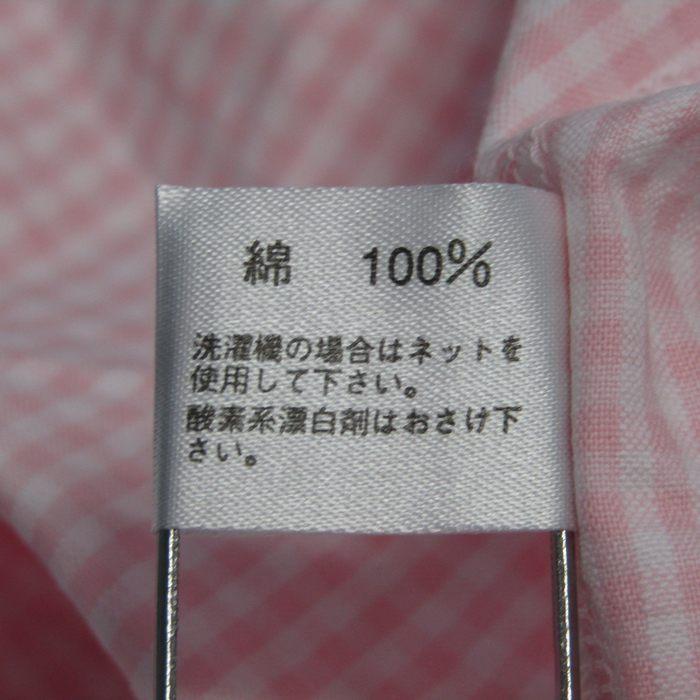 綿 100%
洗濯機の場合はネットを
使用して下さい。
酸素系漂白剤はおさけ下
さい。